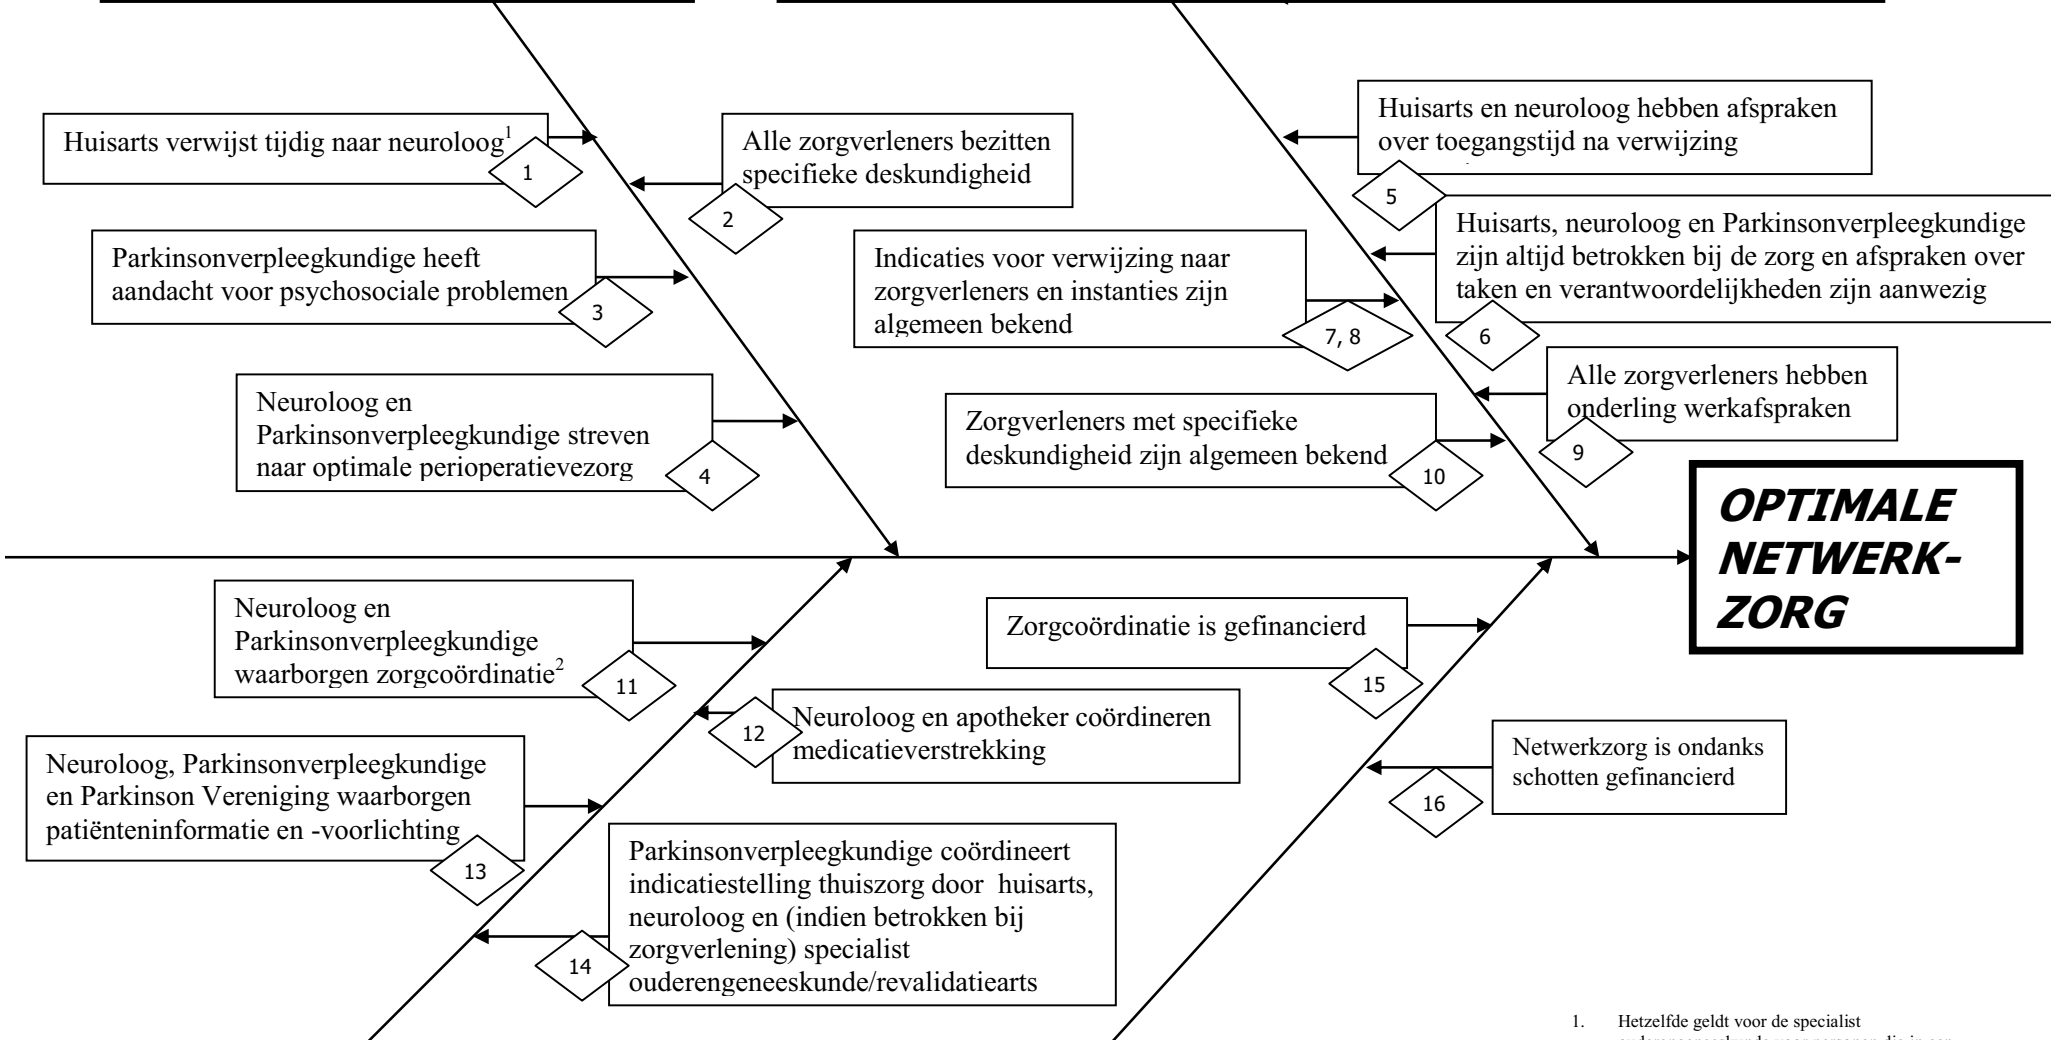 Huisarts verwijst tijdig naar neuroloog¹
1
Alle zorgverleners bezitten
specifieke deskundigheid
2
Parkinsonverpleegkundige heeft
aandacht voor psychosociale problemen
3
Neuroloog en
Parkinsonverpleegkundige streven
naar optimale perioperatievezorg
4
Huisarts en neuroloog hebben afspraken
over toegangstijd na verwijzing
5
Huisarts, neuroloog en Parkinsonverpleegkundige
zijn altijd betrokken bij de zorg en afspraken over
taken en verantwoordelijkheden zijn aanwezig
6
Indicaties voor verwijzing naar
zorgverleners en instanties zijn
algemeen bekend
7, 8
Alle zorgverleners hebben
onderling werkafspraken
9
Zorgverleners met specifieke
deskundigheid zijn algemeen bekend
10
OPTIMALE
NETWERK-
ZORG
Neuroloog en
Parkinsonverpleegkundige
waarborgen zorgcoördinatie²
11
Neuroloog en apotheker coördineren
medicatieverstrekking
12
Neuroloog, Parkinsonverpleegkundige
en Parkinson Vereniging waarborgen
patiënteninformatie en -voorlichting
13
Parkinsonverpleegkundige coördineert
indicatiestelling thuiszorg door huisarts,
neuroloog en (indien betrokken bij
zorgverlening) specialist
ouderengeneeskunde/revalidatiearts
14
Zorgcoördinatie is gefinancierd
15
Netwerkzorg is ondanks
schotten gefinancierd
16
1. Hetzelfde geldt voor de specialist